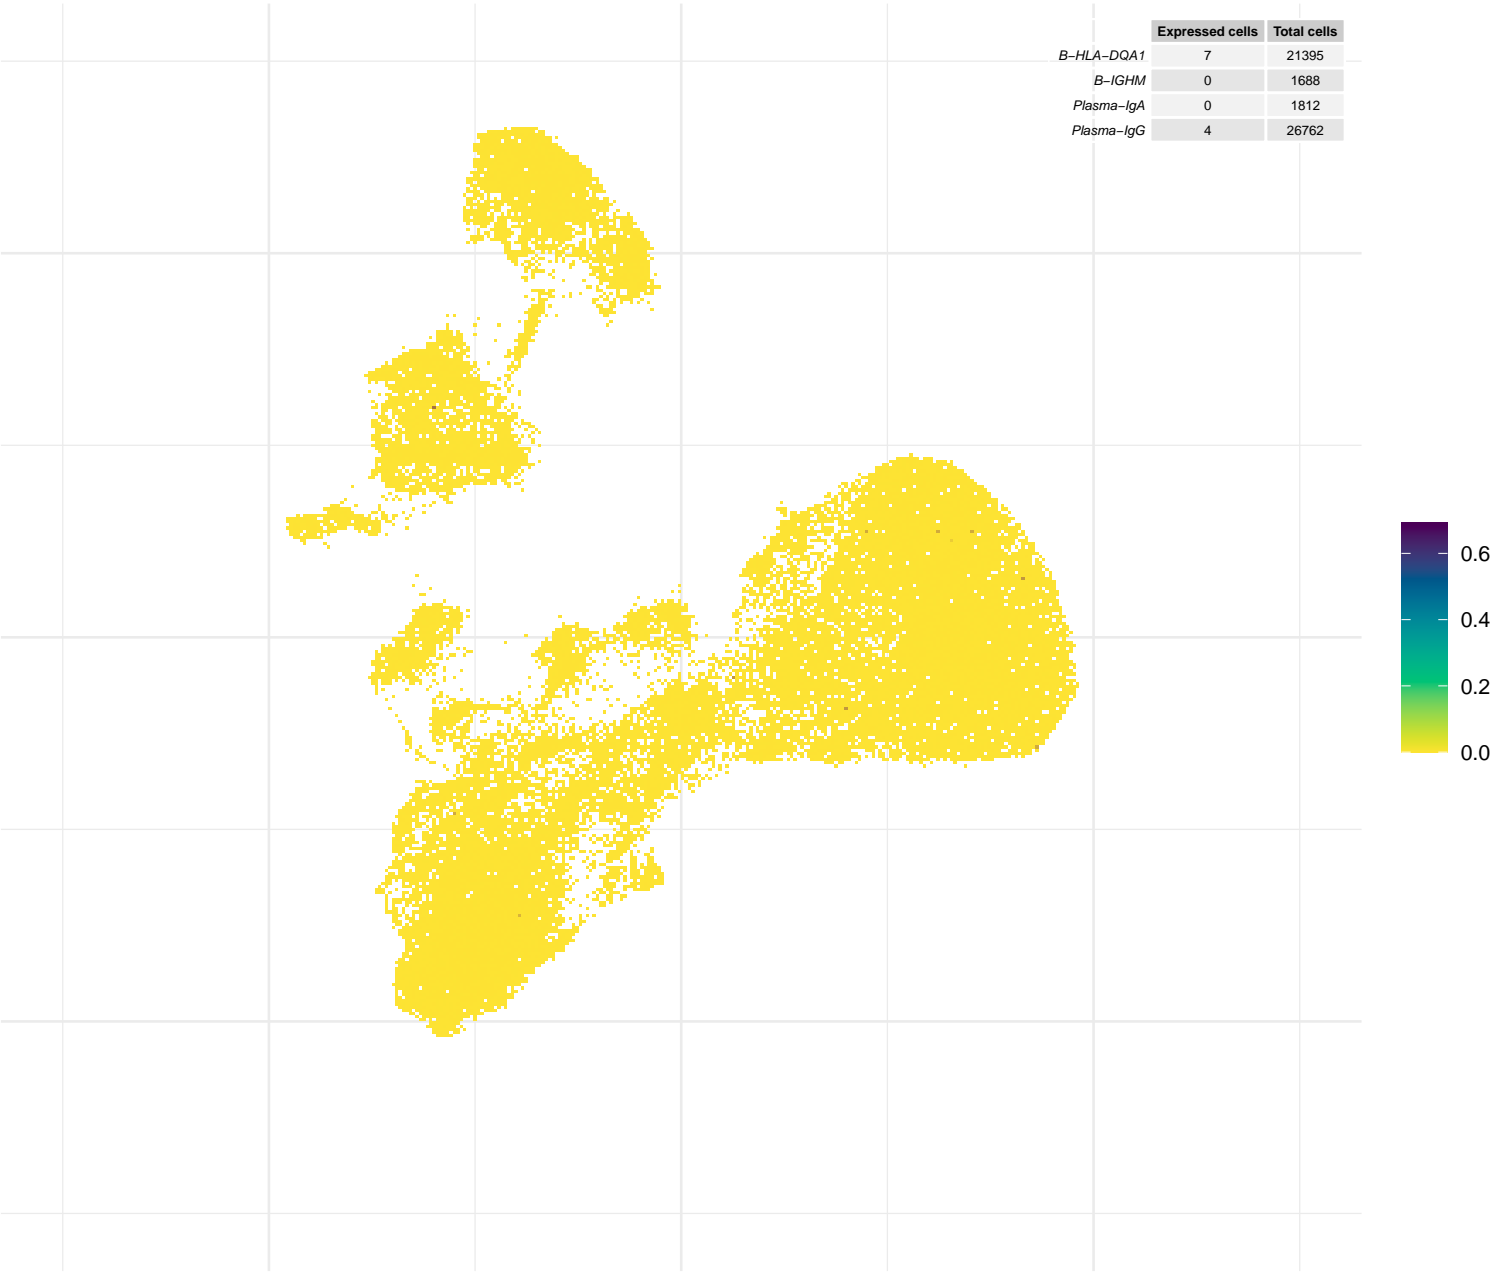 Expressed cells Total cells
B−HLA−DQA1 7 21395
B−IGHM 0 1688
Plasma−IgA 0 1812
Plasma−IgG 4 26762
0.6
0.4
0.2
0.0